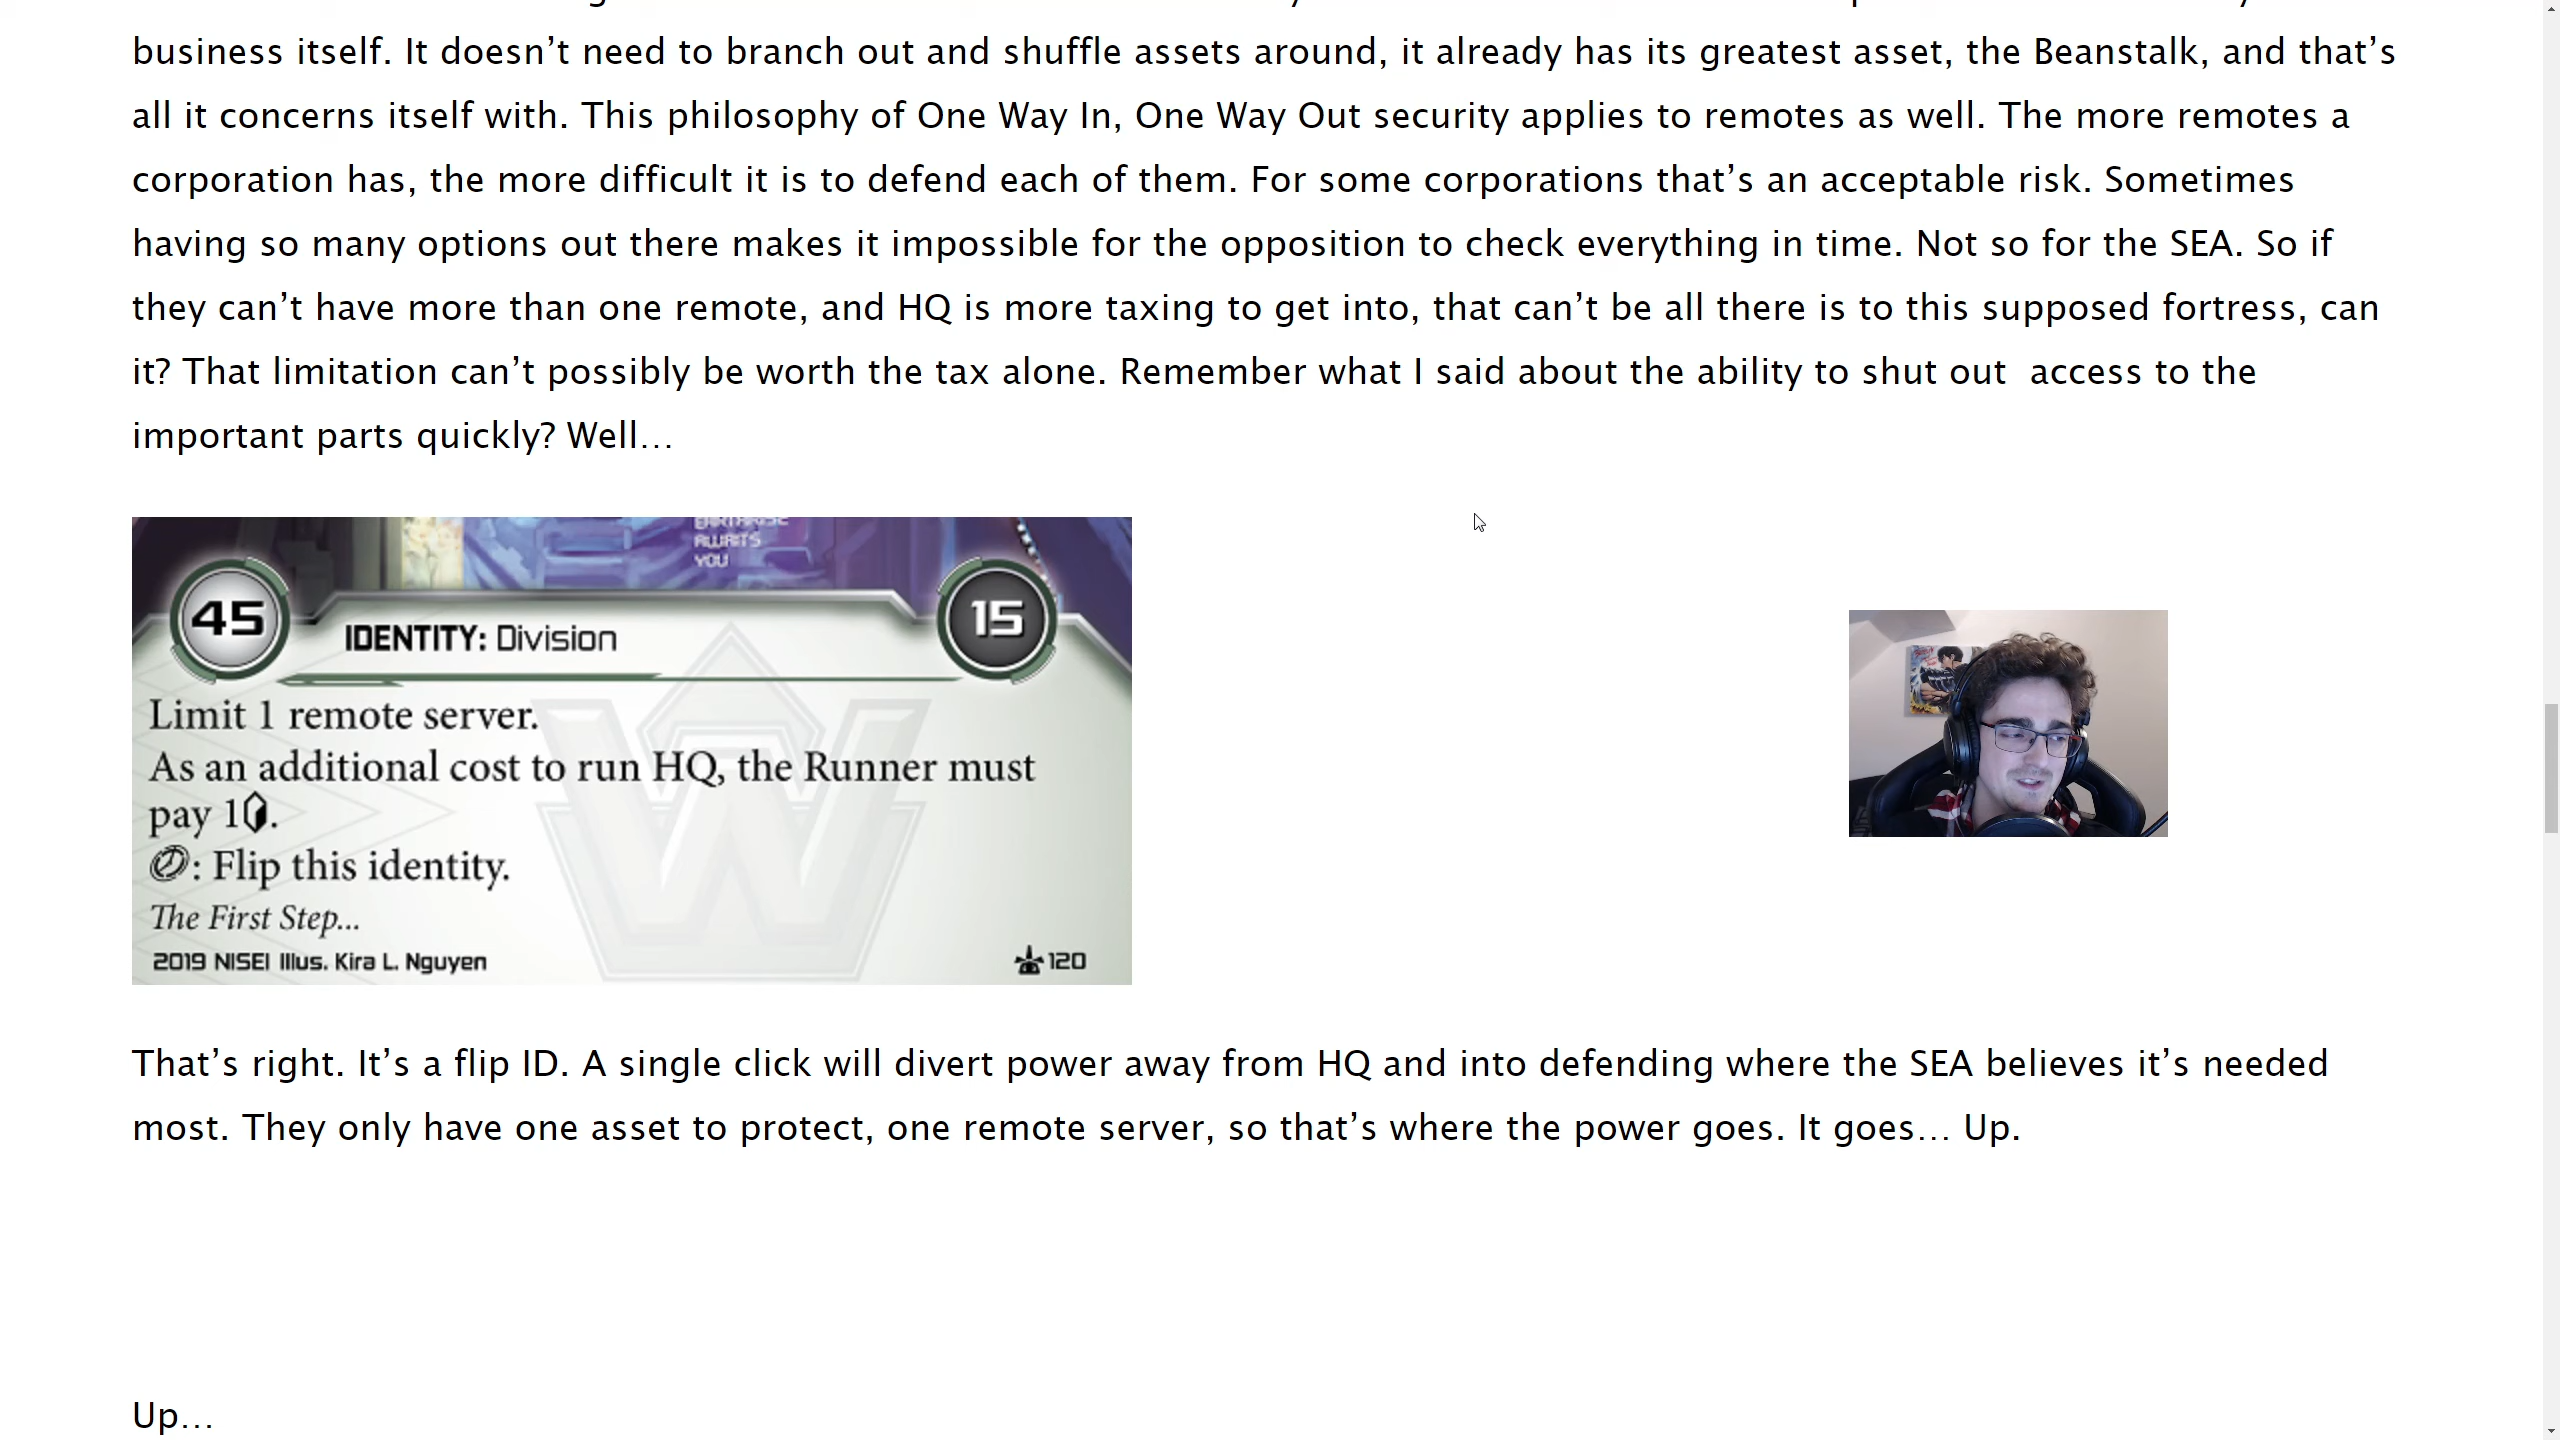 business itself. It doesn’t need to branch out and shuffle assets around, it already has its greatest asset, the Beanstalk, and that’s
all it concerns itself with. This philosophy of One Way In, One Way Out security applies to remotes as well. The more remotes a
corporation has, the more difficult it is to defend each of them. For some corporations that’s an acceptable risk. Sometimes
having so many options out there makes it impossible for the opposition to check everything in time. Not so for the SEA. So if
they can’t have more than one remote, and HQ is more taxing to get into, that can’t be all there is to this supposed fortress, can
it? That limitation can’t possibly be worth the tax alone. Remember what I said about the ability to shut out  access to the
important parts quickly? Well…
AWAITS
YOU
45
IDENTITY: Division
15
Limit 1 remote server.
As an additional cost to run HQ, the Runner must
pay 1.
: Flip this identity.
The First Step...
2019 NISEI Illus. Kira L. Nguyen
120
That’s right. It’s a flip ID. A single click will divert power away from HQ and into defending where the SEA believes it’s needed
most. They only have one asset to protect, one remote server, so that’s where the power goes. It goes… Up.
Up…